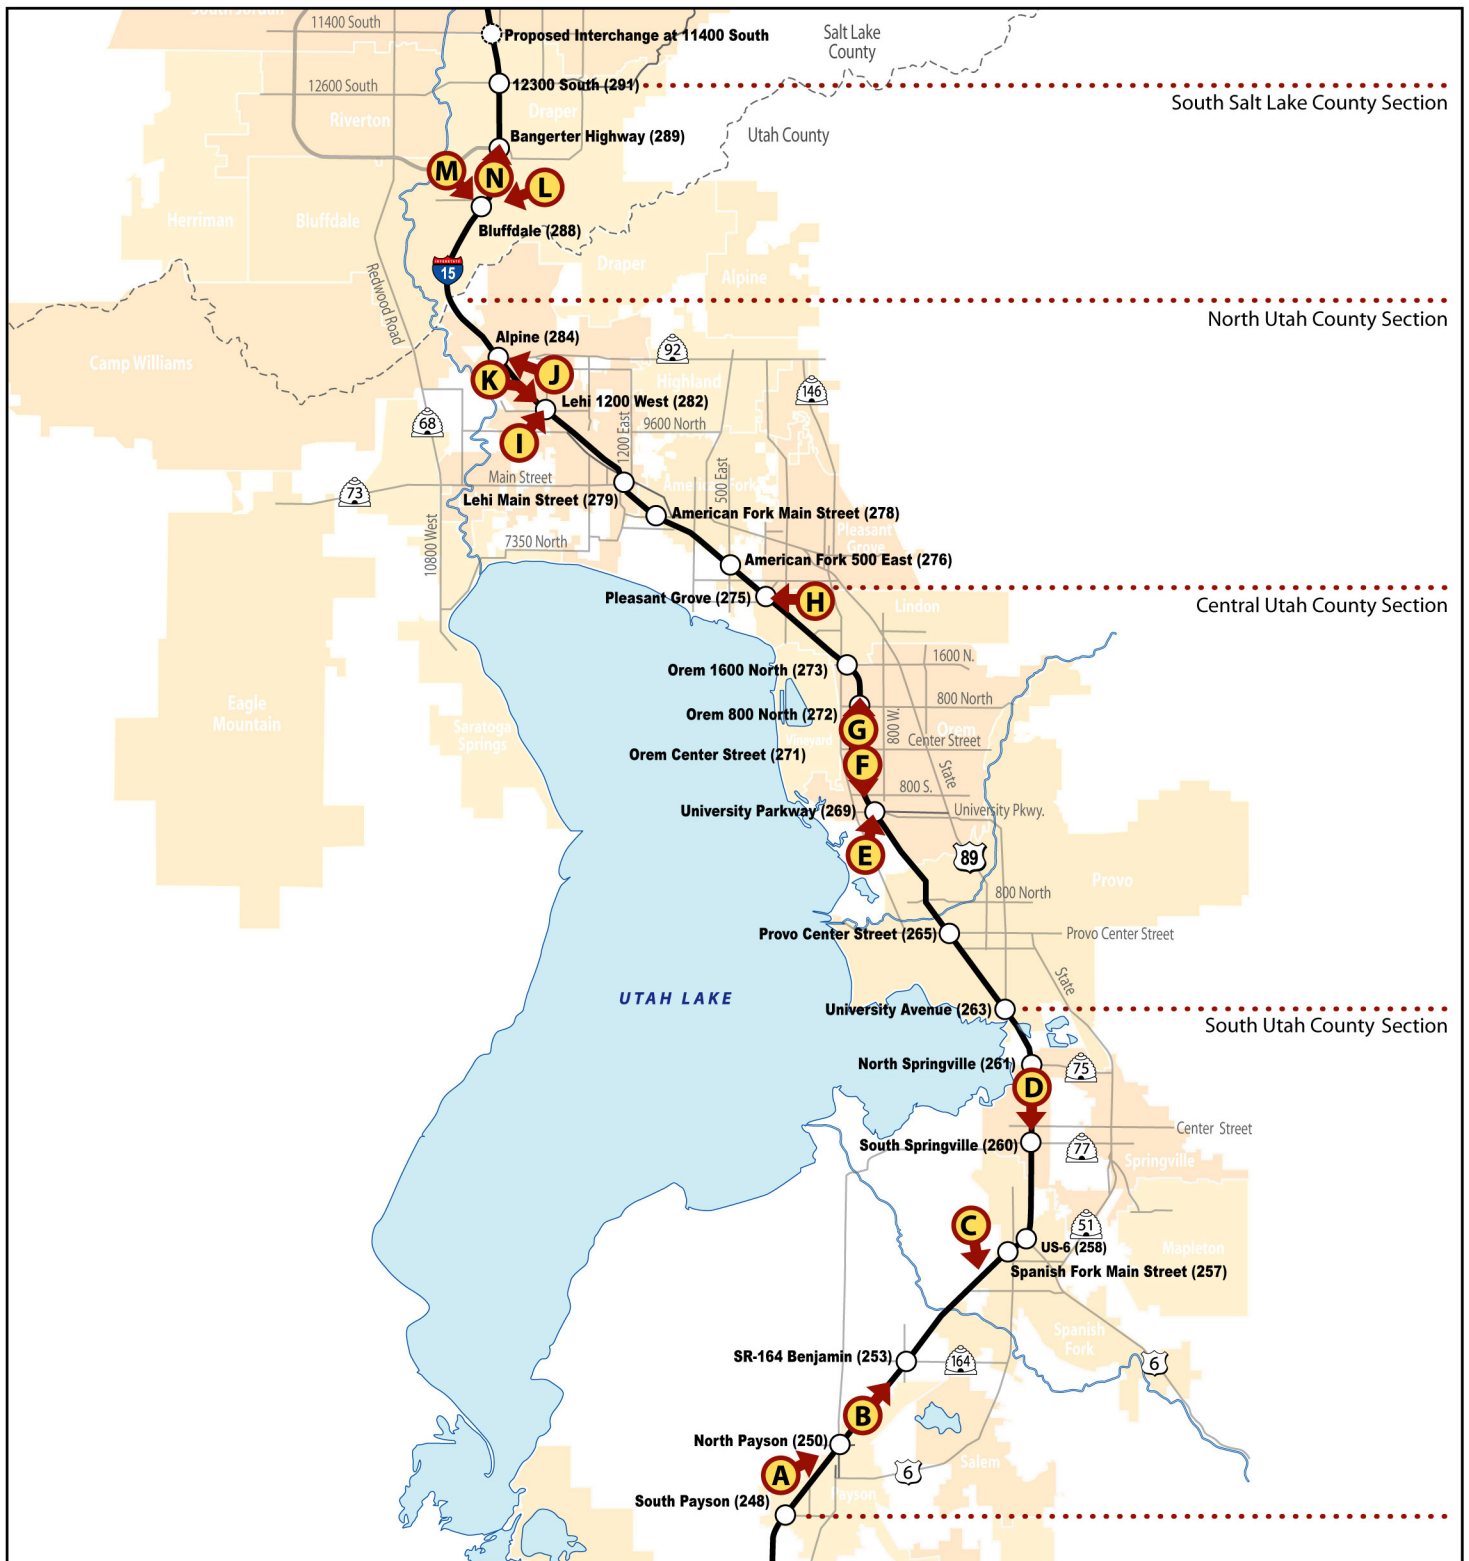 South Jordan
11400 South
Proposed Interchange at 11400 South
Salt Lake
County
12600 South
12300 South (291)
South Salt Lake County Section
Draper
Riverton
Bangerter Highway (289)
Utah County
M
N
L
Herriman
Bluffdale
Bluffdale (288)
Draper
Alpine
INTERSTATE
15
Redwood Road
North Utah County Section
Alpine (284)
92
Camp Williams
K
J
Highland
146
Lehi 1200 West (282)
68
1200 East
9600 North
I
Main Street
500 East
American Fork
73
Lehi Main Street (279)
American Fork Main Street (278)
Pleasant
Grove
10800 West
7350 North
American Fork 500 East (276)
Pleasant Grove (275)
H
Lindon
Central Utah County Section
1600 N.
Orem 1600 North (273)
800 North
Eagle
Mountain
Orem 800 North (272)
Saratoga
Springs
G
800 W.
Orem
Vineyard
Center Street
Orem Center Street (271)
F
State
800 S.
University Parkway (269)
University Pkwy.
E
89
Provo
800 North
Provo Center Street (265)
Provo Center Street
State
UTAH LAKE
University Avenue (263)
South Utah County Section
North Springville (261)
75
D
Center Street
South Springville (260)
77
Springville
C
51
US-6 (258)
Mapleton
Spanish Fork Main Street (257)
Spanish
Fork
SR-164 Benjamin (253)
164
6
B
North Payson (250)
A
6
Salem
Payson
South Payson (248)